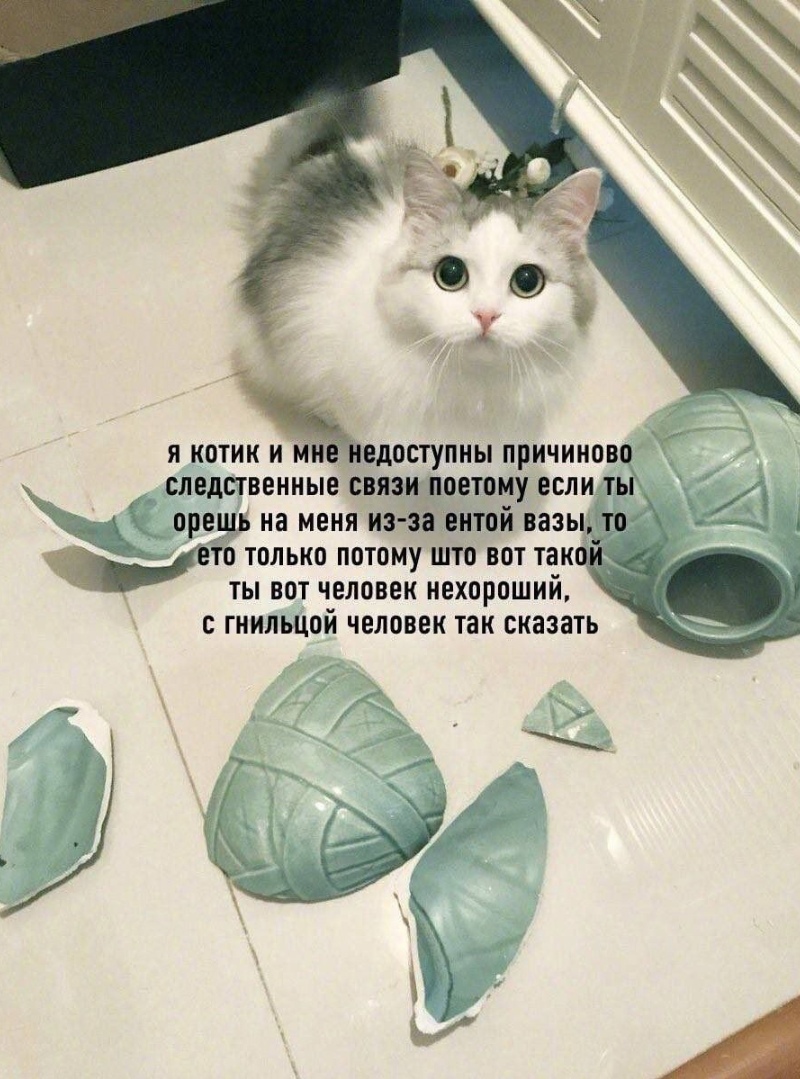 я котик и мне недоступны причиново
следственные связи поетому если ты
орешь на меня из-за ентой вазы, то
ето только потому што вот такой
ты вот человек нехороший,
с гнильцой человек так сказать